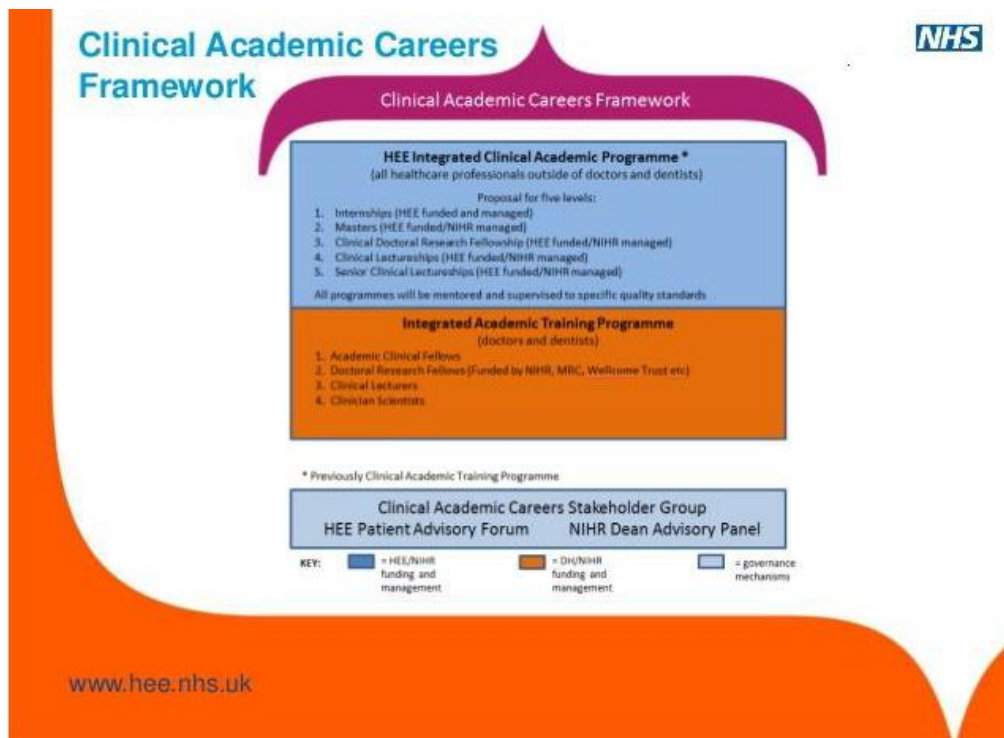 Clinical Academic Careers
Framework
NHS
Clinical Academic Careers Framework
HEE Integrated Clinical Academic Programme *
(all healthcare professionals outside of doctors and dentists)
Proposal for five levels:
1. Internships (HEE funded and managed)
2. Masters (HEE funded/NIHR managed)
3. Clinical Doctoral Research Fellowship (HEE funded/NIHR managed)
4. Clinical Lectureships (HEE funded/NIHR managed)
5. Senior Clinical Lectureships (HEE funded/NIHR managed)
All programmes will be mentored and supervised to specific quality standards
Integrated Academic Training Programme
(doctors and dentists)
1. Academic Clinical Fellows
2. Doctoral Research Fellows (Funded by NIHR, MRC, Wellcome Trust etc)
3. Clinical Lecturers
4. Clinician Scientists
* Previously Clinical Academic Training Programme
Clinical Academic Careers Stakeholder Group
HEE Patient Advisory Forum NIHR Dean Advisory Panel
KEY:
= HEE/NIHR
funding and
management
= DH/NIHR
funding and
management
= governance
mechanisms
www.hee.nhs.uk